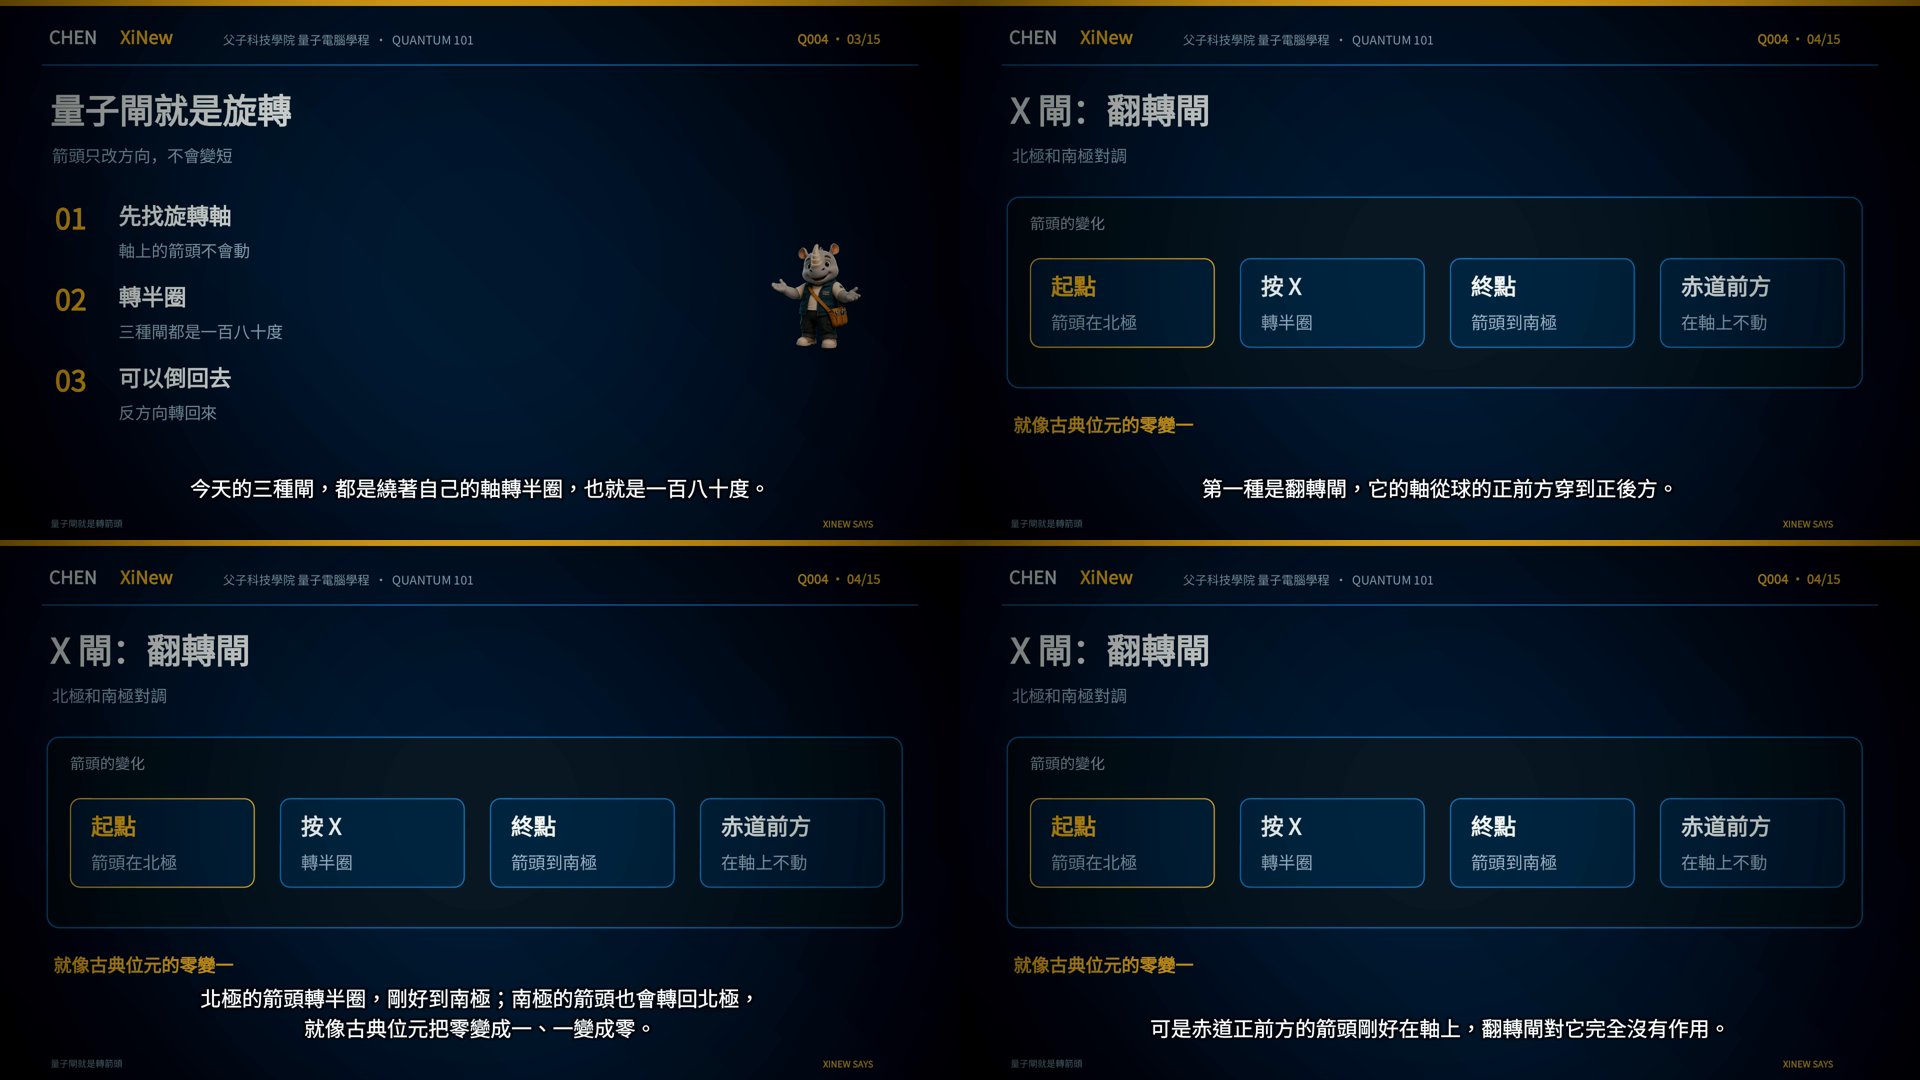 CHEN XiNew 父子科技學院 量子電腦學程 · QUANTUM 101 Q004 · 03/15
量子閘就是旋轉
箭頭只改方向，不會變短
01 先找旋轉軸
軸上的箭頭不會動
02 轉半圈
三種閘都是一百八十度
03 可以倒回去
反方向轉回來
今天的三種閘，都是繞著自己的軸轉半圈，也就是一百八十度。
量子閘就是轉箭頭 XINEW SAYS
CHEN XiNew 父子科技學院 量子電腦學程 · QUANTUM 101 Q004 · 04/15
X 閘：翻轉閘
北極和南極對調
箭頭的變化
起點 按 X 終點 赤道前方
箭頭在北極 轉半圈 箭頭到南極 在軸上不動
就像古典位元的零變一
第一種是翻轉閘，它的軸從球的正前方穿到正後方。
量子閘就是轉箭頭 XINEW SAYS
CHEN XiNew 父子科技學院 量子電腦學程 · QUANTUM 101 Q004 · 04/15
X 閘：翻轉閘
北極和南極對調
箭頭的變化
起點 按 X 終點 赤道前方
箭頭在北極 轉半圈 箭頭到南極 在軸上不動
就像古典位元的零變一
北極的箭頭轉半圈，剛好到南極；南極的箭頭也會轉回北極，
就像古典位元把零變成一、一變成零。
量子閘就是轉箭頭 XINEW SAYS
CHEN XiNew 父子科技學院 量子電腦學程 · QUANTUM 101 Q004 · 04/15
X 閘：翻轉閘
北極和南極對調
箭頭的變化
起點 按 X 終點 赤道前方
箭頭在北極 轉半圈 箭頭到南極 在軸上不動
就像古典位元的零變一
可是赤道正前方的箭頭剛好在軸上，翻轉閘對它完全沒有作用。
量子閘就是轉箭頭 XINEW SAYS